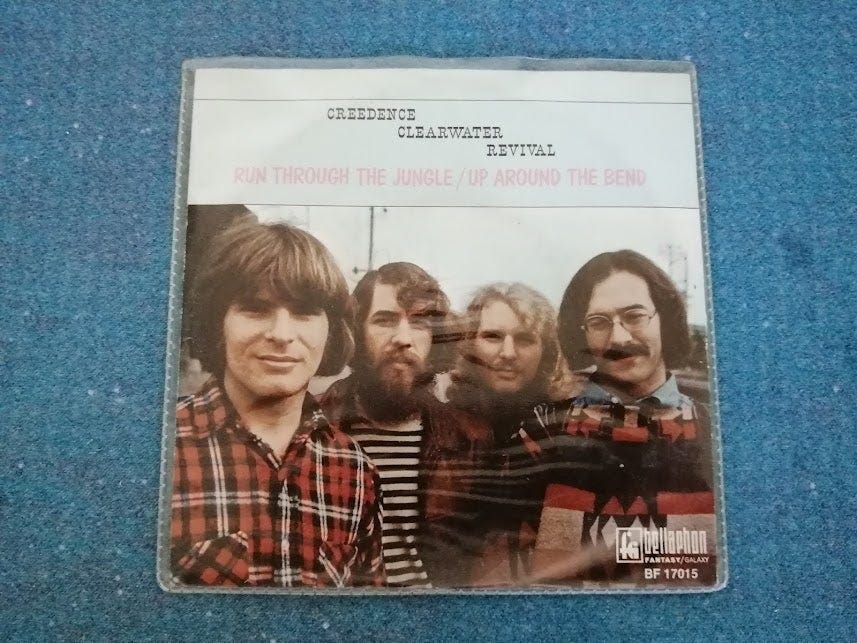 CREEDENCE
CLEARWATER
REVIVAL
RUN THROUGH THE JUNGLE/UP AROUND THE BEND
bellaphon
FANTASY/GALAXY
BF 17015